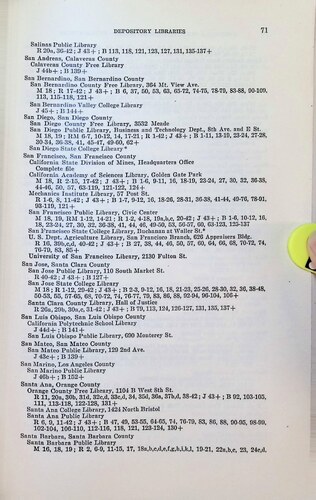 DEPOSITORY LIBRARIES 71
Salinas Public Library
R 20a, 36-42; J 43+; B 113, 118, 121, 123, 127, 131, 135-137+
San Andreas, Calaveras County
Calaveras County Free Library
J 44b+; B 139+
San Bernardino, San Bernardino County
San Bernardino County Free Library, 364 Mt. View Ave.
M 18; R 17-42; J 43+; B 6, 37, 50, 53, 63, 65-72, 74-75, 78-79, 83-88, 90-109,
113, 115-118, 121+
San Bernardino Valley College Library
J 45+; B 144+
San Diego, San Diego County
San Diego County Free Library, 3532 Meade
San Diego Public Library, Business and Technology Dept., 8th Ave. and E St.
M 18, 19; RM 6-7, 10-12, 14, 17-21; R 1-42; J 43+; B 1-11, 13-19, 23-24, 27-28,
30-34, 36-38, 41, 45-47, 49-60, 62+
San Diego State College Library*
San Francisco, San Francisco County
California State Division of Mines, Headquarters Office
Complete file
California Academy of Sciences Library, Golden Gate Park
M 18, R 2-15, 17-42; J 43+; B 1-6, 9-11, 16, 18-19, 23-24, 27, 30, 32, 36-38,
44-46, 50, 57, 63-119, 121-122, 124+
Mechanics Institute Library, 57 Post St.
R 1-6, 8, 11-42; J 43+; B 1-7, 9-12, 16, 18-26, 28-31, 36-38, 41-44, 49-76, 78-91,
93-119, 121+
San Francisco Public Library, Civic Center
M 18, 19, RM 1-12, 14-21; R 1-2, 4-18, 19a,b,c, 20-42; J 43+; B 1-6, 10-12, 16,
18, 23-24, 27, 30, 32, 36-38, 41, 44, 46, 49-50, 53, 56-57, 60, 63-123, 132-137
San Francisco State College Library, Buchanan at Waller St.*
U. S. Dept. Agriculture Library, San Francisco Branch, 626 Appraisers Bldg.
R 16, 39b,c,d, 40-42; J 43+; B 27, 38, 44, 46, 50, 57, 60, 64, 66, 68, 70-72, 74,
76-79, 83, 85+
University of San Francisco Library, 2130 Fulton St.
San Jose, Santa Clara County
San Jose Public Library, 110 South Market St.
R 40-42; J 43+; B 127+
San Jose State College Library
M 18; R 1-12, 29-42; J 43+; B 2-3, 9-12, 16, 18, 21-23, 25-26, 28-30, 32, 36, 38-48,
50-53, 55, 57-65, 68, 70-72, 74, 76-77, 79, 83, 86, 88, 92-94, 96-104, 106+
Santa Clara County Library, Hall of Justice
R 26a, 29b, 30a,c, 31-42; J 47+; B 79, 113, 124, 126-127, 131, 133, 135, 137+
San Luis Obispo, San Luis Obispo County
California Polytechnic School Library
J 44d+; B 141+
San Luis Obispo Public Library, 690 Monterey St.
San Mateo, San Mateo County
San Mateo Public Library, 129 2nd Ave.
J 43c+; B 139+
San Marino, Los Angeles County
San Marino Public Library
J 46b+; B 152+
Santa Ana, Orange County
Orange County Free Library, 1104 B West 8th St.
R 11, 20a, 30b, 31d, 32c,d, 33c,d, 34, 35d, 36a, 37b,d, 38-42; J 43+; B 92, 103-105,
111, 113-118, 122-128, 131+
Santa Ana College Library, 1424 North Bristol
Santa Ana Public Library
R 6, 9, 11-42; J 43+; B 47, 49, 53-55, 64-65, 74, 76-79, 83, 86, 88, 90-95, 98-99,
102-104, 106-110, 112-116, 118, 121, 123-124, 130+
Santa Barbara, Santa Barbara County
Santa Barbara Public Library
M 16, 18, 19; R 2, 6-9, 11-15, 17, 18a,b,c,d,e,f,g,h,i,k,l, 19-21, 22a,b,c, 23, 24c,d,